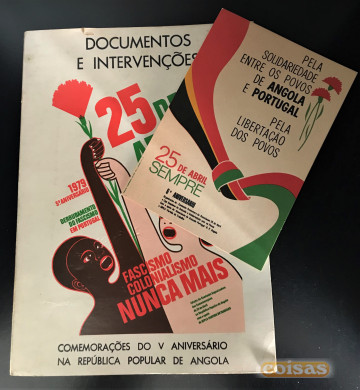 DOCUMENTOS
E INTERVENÇÕES
25 DE
1979
5º ANIVERSÁRIO
DERRUBAMENTO
DO FASCISMO
EM PORTUGAL
FASCISMO
COLONIALISMO
NUNCA MAIS
COMEMORAÇÕES DO V ANIVERSÁRIO
NA REPÚBLICA POPULAR DE ANGOLA
PELA
SOLIDARIEDADE
ENTRE OS POVOS
DE ANGOLA
E PORTUGAL
PELA
LIBERTAÇÃO
DOS POVOS
25 DE ABRIL
SEMPRE
6º ANIVERSÁRIO
coisas